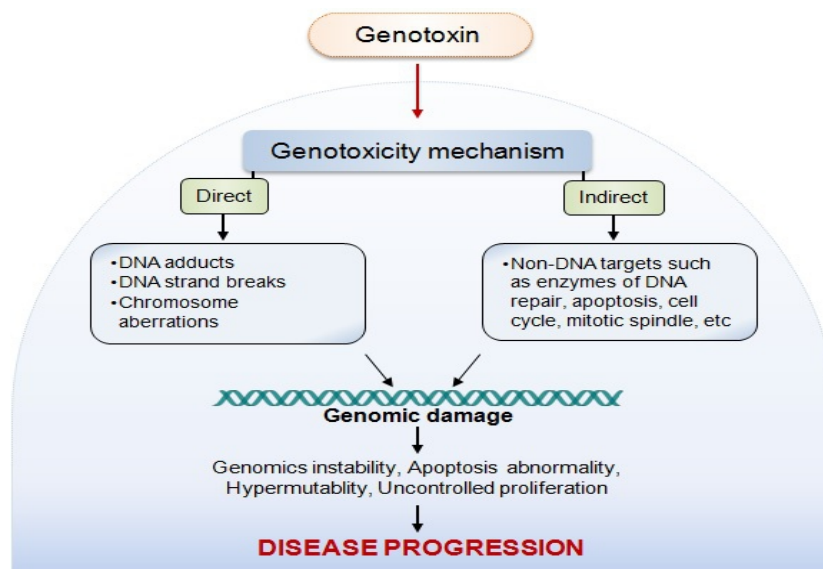 Genotoxin
Genotoxicity mechanism
Direct
Indirect
•DNA adducts
•DNA strand breaks
•Chromosome
aberrations
•Non-DNA targets such
as enzymes of DNA
repair, apoptosis, cell
cycle, mitotic spindle, etc
Genomic damage
Genomics instability, Apoptosis abnormality,
Hypermutablity, Uncontrolled proliferation
DISEASE PROGRESSION